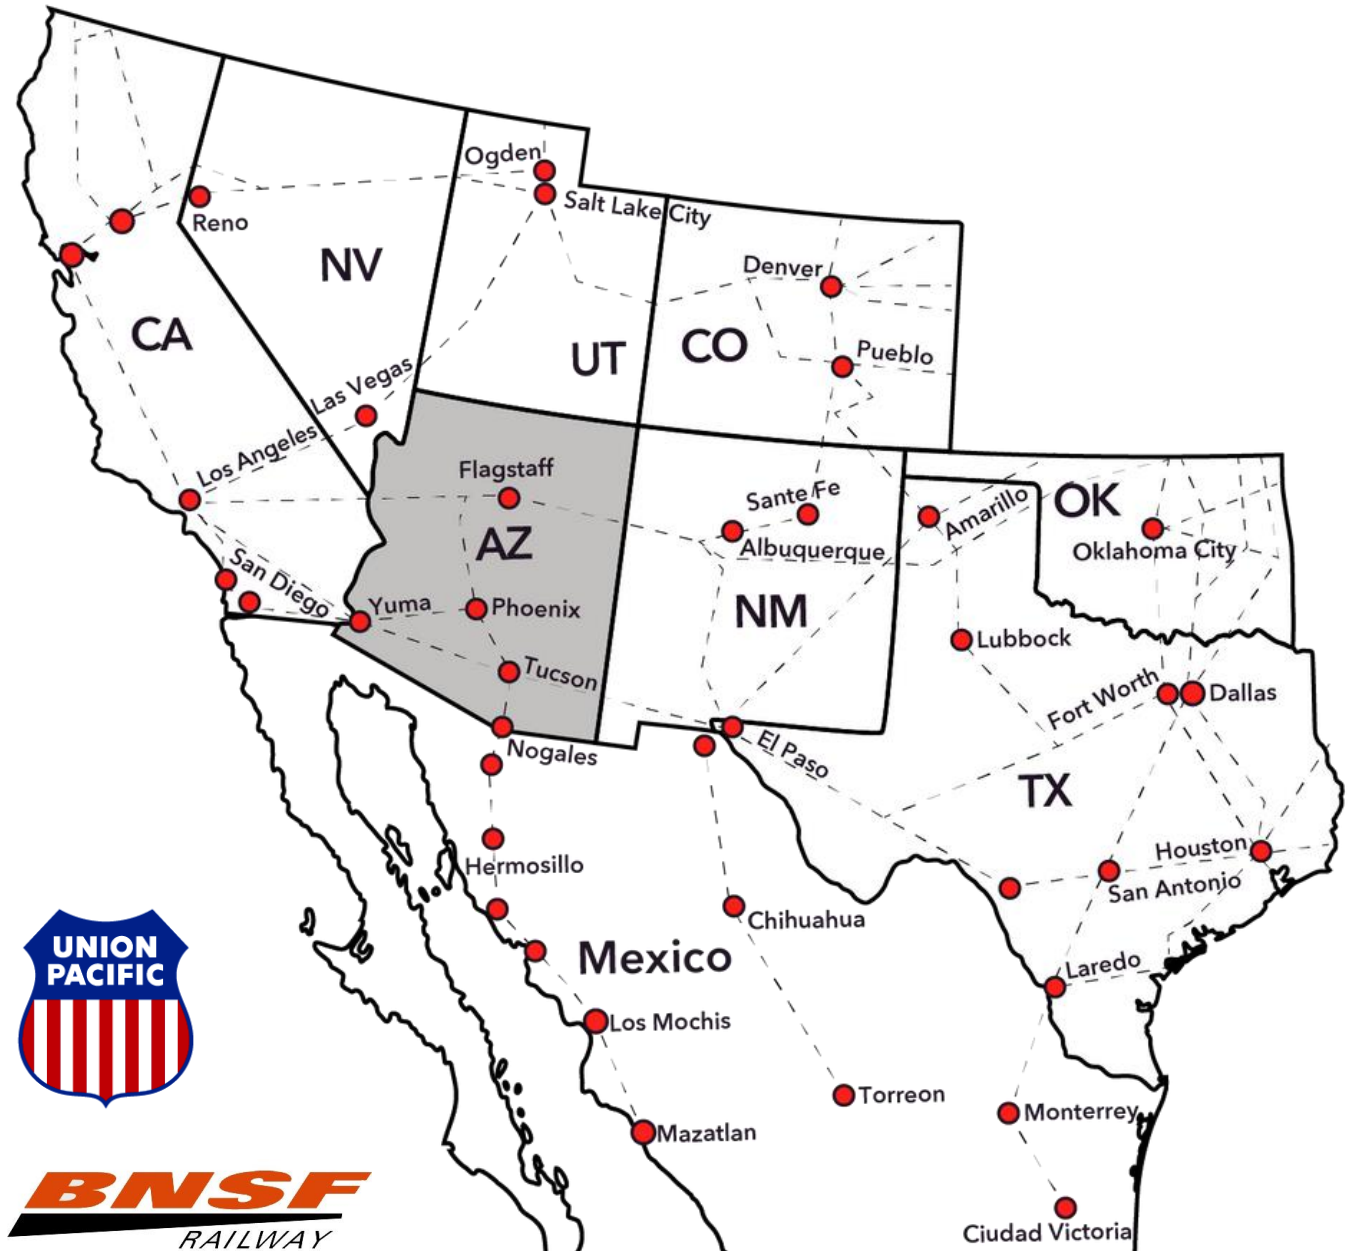 Ogden
Salt Lake City
Reno
NV
Denver
CA
UT
CO
Pueblo
Las Vegas
Los Angeles
Flagstaff
Sante Fe
Amarillo
OK
AZ
Albuquerque
Oklahoma City
San Diego
Yuma
Phoenix
NM
Lubbock
Tucson
Fort Worth
Dallas
Nogales
El Paso
TX
Hermosillo
Houston
San Antonio
Chihuahua
UNION
PACIFIC
Mexico
Laredo
Los Mochis
Torreon
Monterrey
Mazatlan
BNSF
RAILWAY
Ciudad Victoria